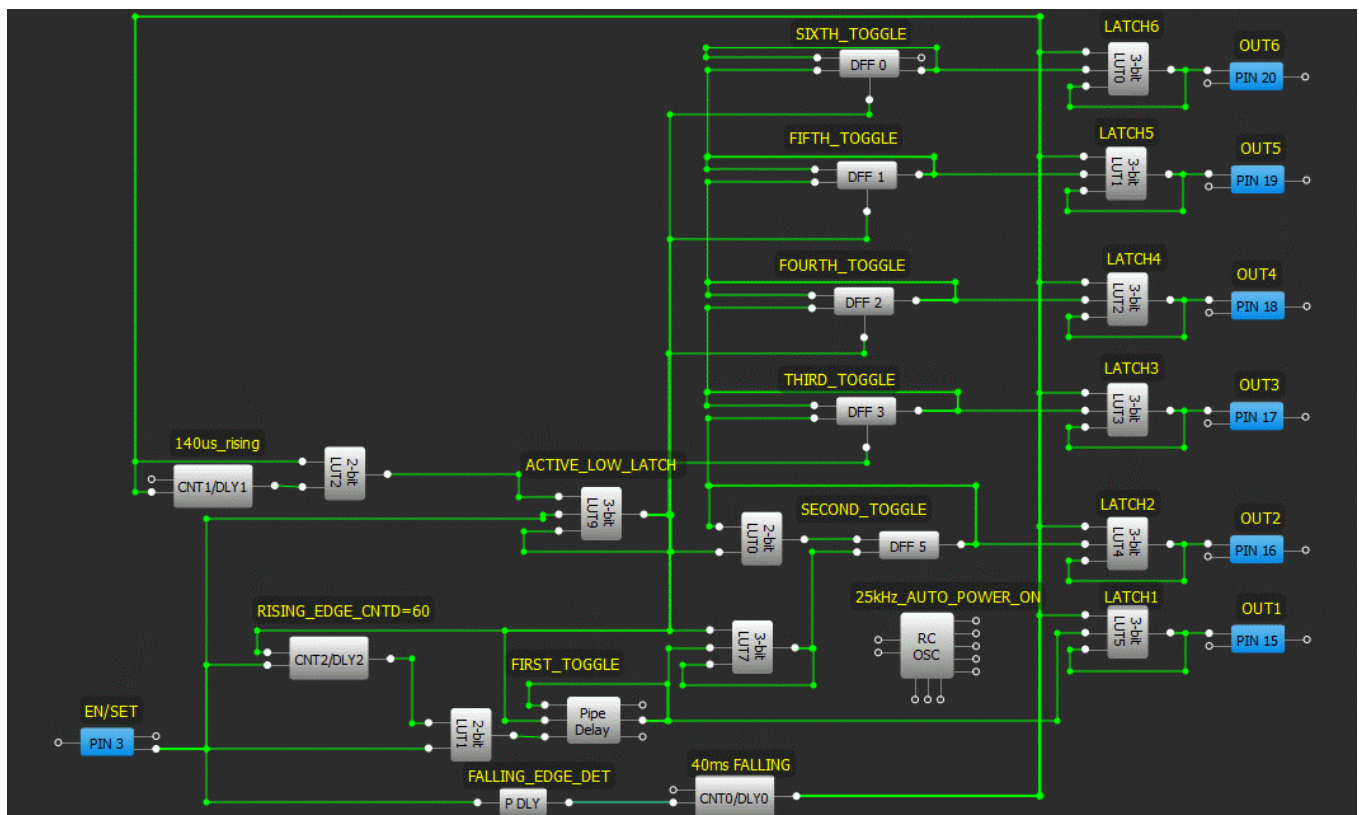 SIXTH_TOGGLE
DFF 0
LATCH6
3-bit
LUT0
OUT6
PIN 20
FIFTH_TOGGLE
DFF 1
LATCH5
3-bit
LUT1
OUT5
PIN 19
FOURTH_TOGGLE
DFF 2
LATCH4
3-bit
LUT2
OUT4
PIN 18
THIRD_TOGGLE
DFF 3
LATCH3
3-bit
LUT3
OUT3
PIN 17
140us_rising
CNT1/DLY1
2-bit
LUT2
ACTIVE_LOW_LATCH
3-bit
LUT9
2-bit
LUT0
SECOND_TOGGLE
DFF 5
LATCH2
3-bit
LUT4
OUT2
PIN 16
RISING_EDGE_CNTD=60
CNT2/DLY2
3-bit
LUT7
25kHz_AUTO_POWER_ON
RC
OSC
LATCH1
3-bit
LUT5
OUT1
PIN 15
EN/SET
PIN 3
2-bit
LUT1
FIRST_TOGGLE
Pipe
Delay
FALLING_EDGE_DET
P DLY
40ms FALLING
CNT0/DLY0